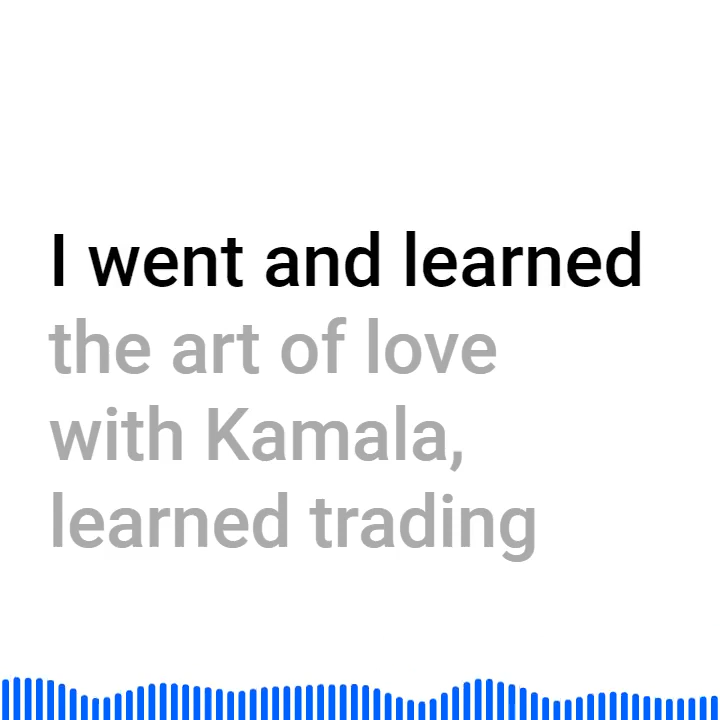 I went and learned
the art of love
with Kamala,
learned trading